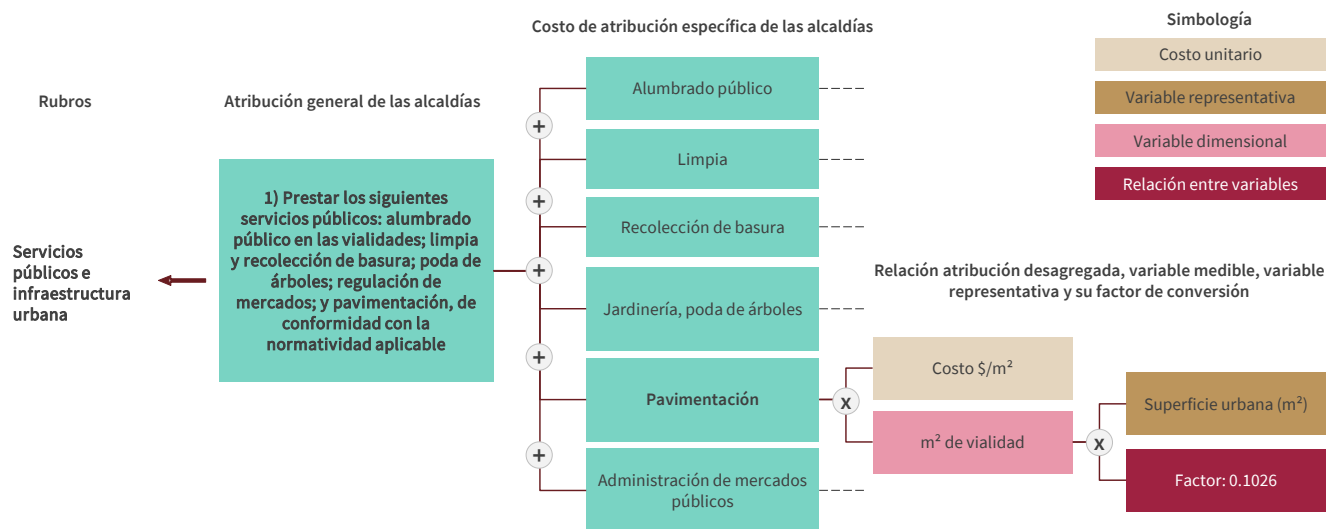 Costo de atribución específica de las alcaldías
Simbología
Costo unitario
Variable representativa
Variable dimensional
Relación entre variables
Rubros
Atribución general de las alcaldías
Servicios
públicos e
infraestructura
urbana
1) Prestar los siguientes
servicios públicos: alumbrado
público en las vialidades; limpia
y recolección de basura; poda de
árboles; regulación de
mercados; y pavimentación, de
conformidad con la
normatividad aplicable
+
+
+
+
+
Alumbrado público
Limpia
Recolección de basura
Jardinería, poda de árboles
Pavimentación
Administración de mercados
públicos
Relación atribución desagregada, variable medible, variable
representativa y su factor de conversión
x
Costo $/m²
m² de vialidad
x
Superficie urbana (m²)
Factor: 0.1026